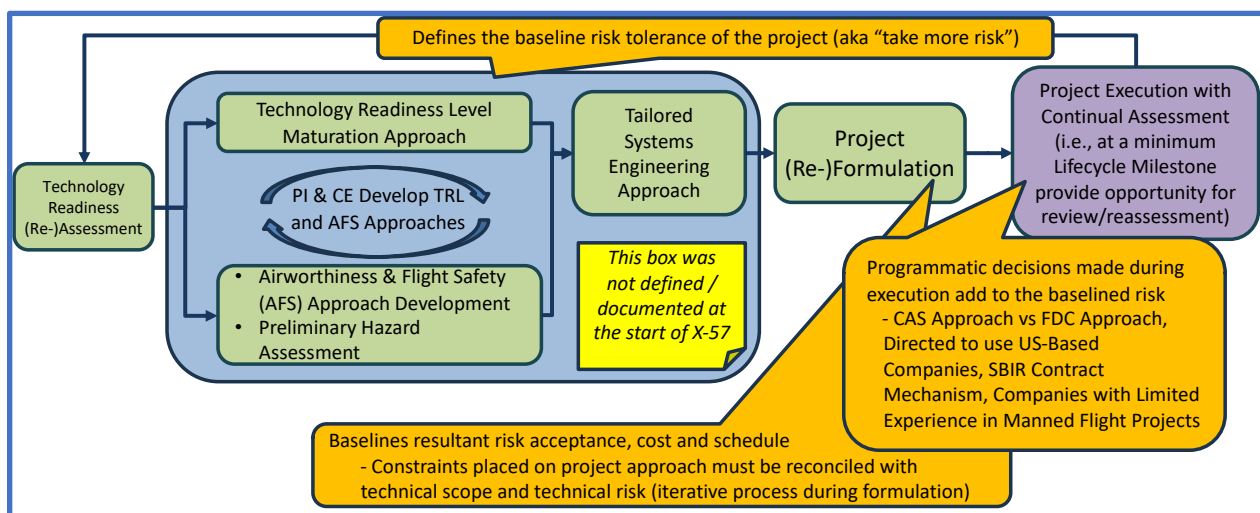 Defines the baseline risk tolerance of the project (aka “take more risk”)
Technology
Readiness
(Re-)Assessment
Technology Readiness Level
Maturation Approach
PI & CE Develop TRL
and AFS Approaches
• Airworthiness & Flight Safety
(AFS) Approach Development
• Preliminary Hazard
Assessment
Tailored
Systems
Engineering
Approach
This box was
not defined /
documented at
the start of X-57
Project
(Re-)Formulation
Project Execution with
Continual Assessment
(i.e., at a minimum
Lifecycle Milestone
provide opportunity for
review/reassessment)
Programmatic decisions made during
execution add to the baselined risk
- CAS Approach vs FDC Approach,
Directed to use US-Based
Companies, SBIR Contract
Mechanism, Companies with Limited
Experience in Manned Flight Projects
Baselines resultant risk acceptance, cost and schedule
- Constraints placed on project approach must be reconciled with
technical scope and technical risk (iterative process during formulation)